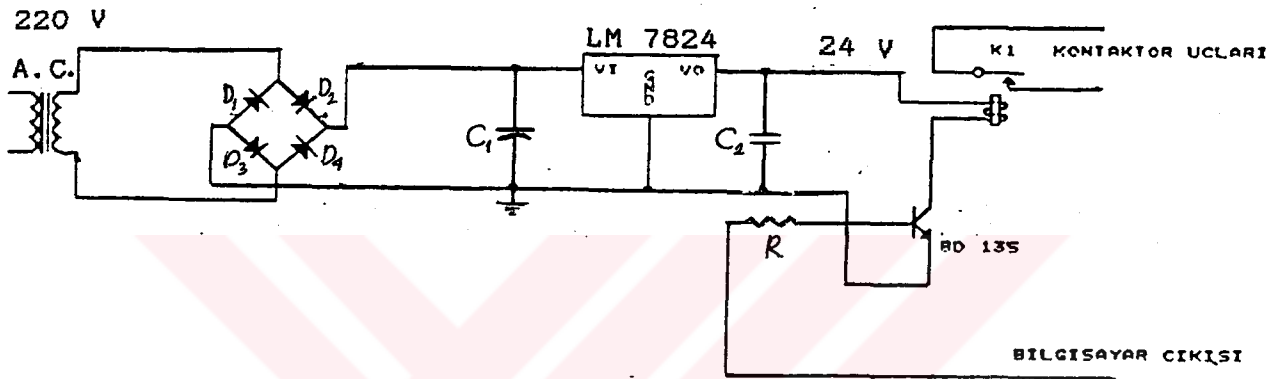 220 V
A.C.
D1
D2
D3
D4
C1
LM 7824
VI
GND
VO
C2
24 V
K1 KONTAKTOR UCLARI
R
BD 135
BILGISAYAR CIKISI